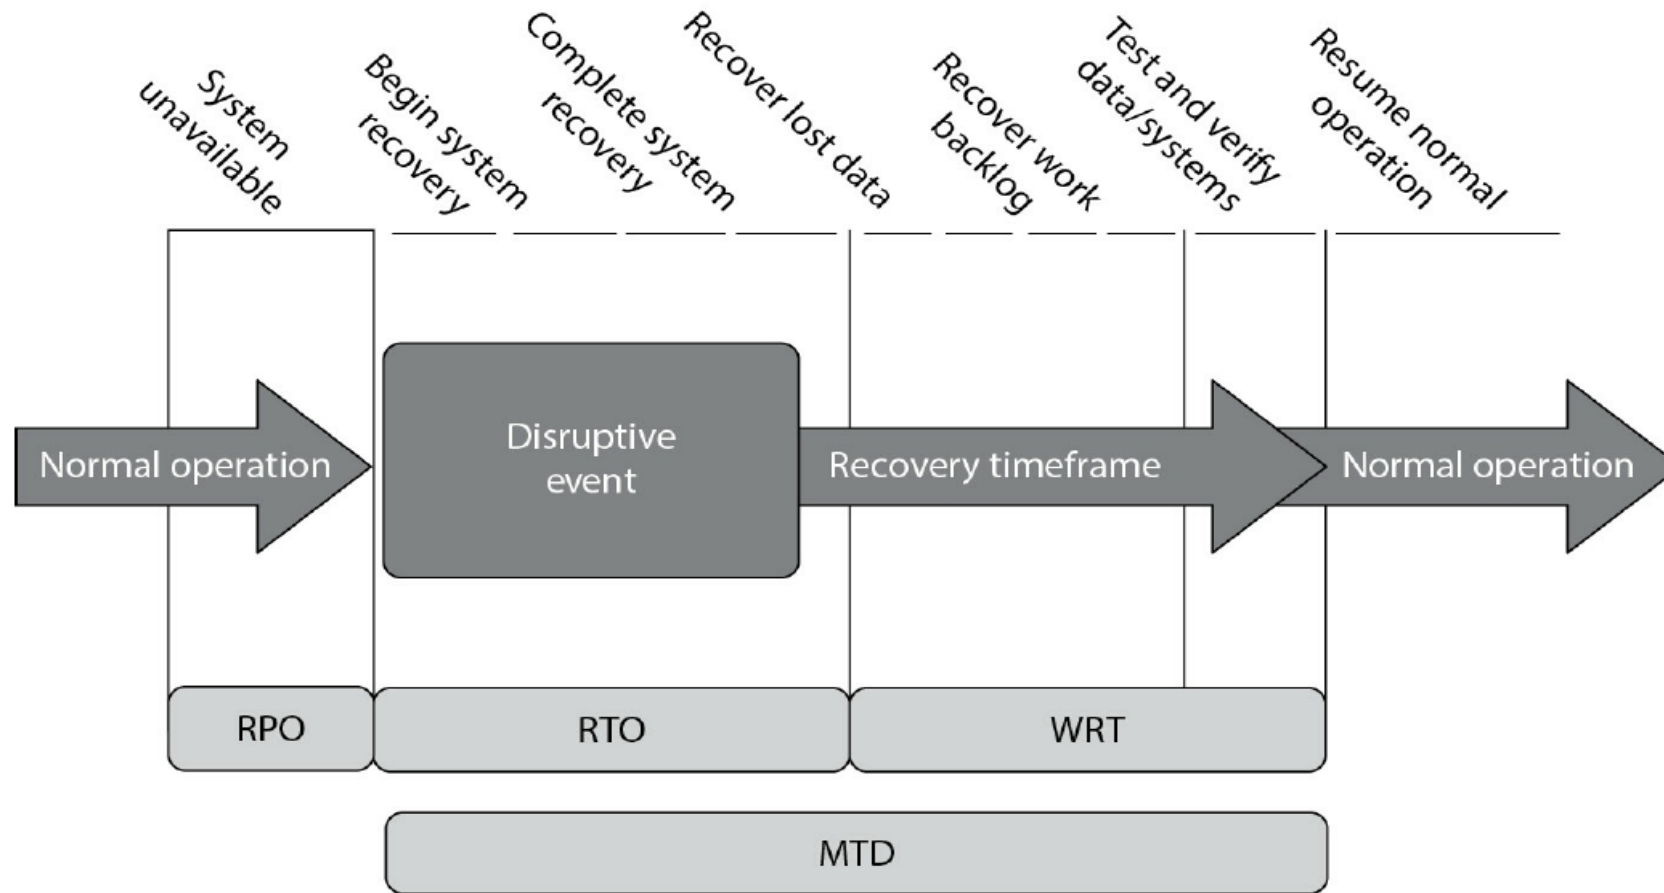 System
unavailable
Begin system
recovery
Complete system
recovery
Recover lost data
Recover work
backlog
Test and verify
data/systems
Resume normal
operation
Normal operation
Disruptive
event
Recovery timeframe
Normal operation
RPO
RTO
WRT
MTD